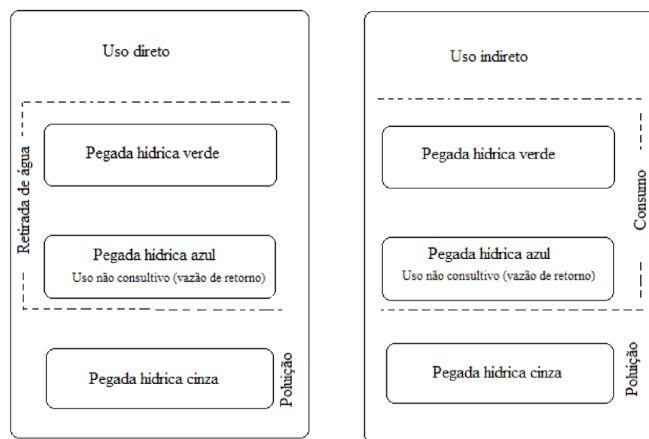 Uso direto
Retirada de água
Pegada hídrica verde
Pegada hídrica azul
Uso não consultivo (vazão de retorno)
Pegada hídrica cinza
Poluição
Uso indireto
Pegada hídrica verde
Consumo
Pegada hídrica azul
Uso não consultivo (vazão de retorno)
Pegada hídrica cinza
Poluição